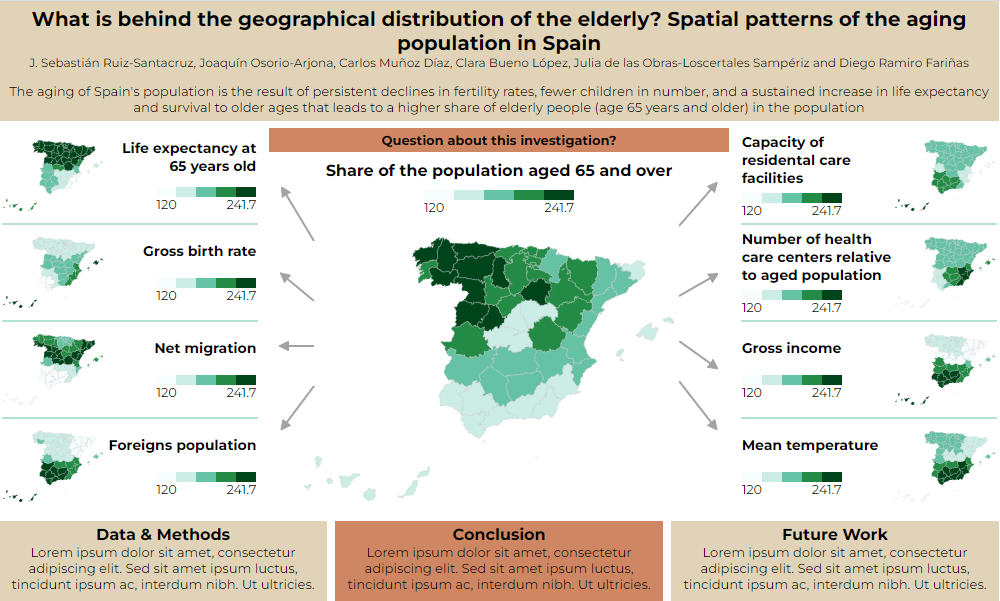 What is behind the geographical distribution of the elderly? Spatial patterns of the aging
population in Spain
J. Sebastián Ruiz-Santacruz, Joaquín Osorio-Arjona, Carlos Muñoz Díaz, Clara Bueno López, Julia de las Obras-Loscertales Sampériz and Diego Ramiro Fariñas
The aging of Spain's population is the result of persistent declines in fertility rates, fewer children in number, and a sustained increase in life expectancy
and survival to older ages that leads to a higher share of elderly people (age 65 years and older) in the population
Life expectancy at
65 years old
120 241.7
Gross birth rate
120 241.7
Net migration
120 241.7
Foreigns population
120 241.7
Question about this investigation?
Share of the population aged 65 and over
120 241.7
Capacity of
residental care
facilities
120 241.7
Number of health
care centers relative
to aged population
120 241.7
Gross income
120 241.7
Mean temperature
120 241.7
Data & Methods
Lorem ipsum dolor sit amet, consectetur
adipiscing elit. Sed sit amet ipsum luctus,
tincidunt ipsum ac, interdum nibh. Ut ultricies.
Conclusion
Lorem ipsum dolor sit amet, consectetur
adipiscing elit. Sed sit amet ipsum luctus,
tincidunt ipsum ac, interdum nibh. Ut ultricies.
Future Work
Lorem ipsum dolor sit amet, consectetur
adipiscing elit. Sed sit amet ipsum luctus,
tincidunt ipsum ac, interdum nibh. Ut ultricies.